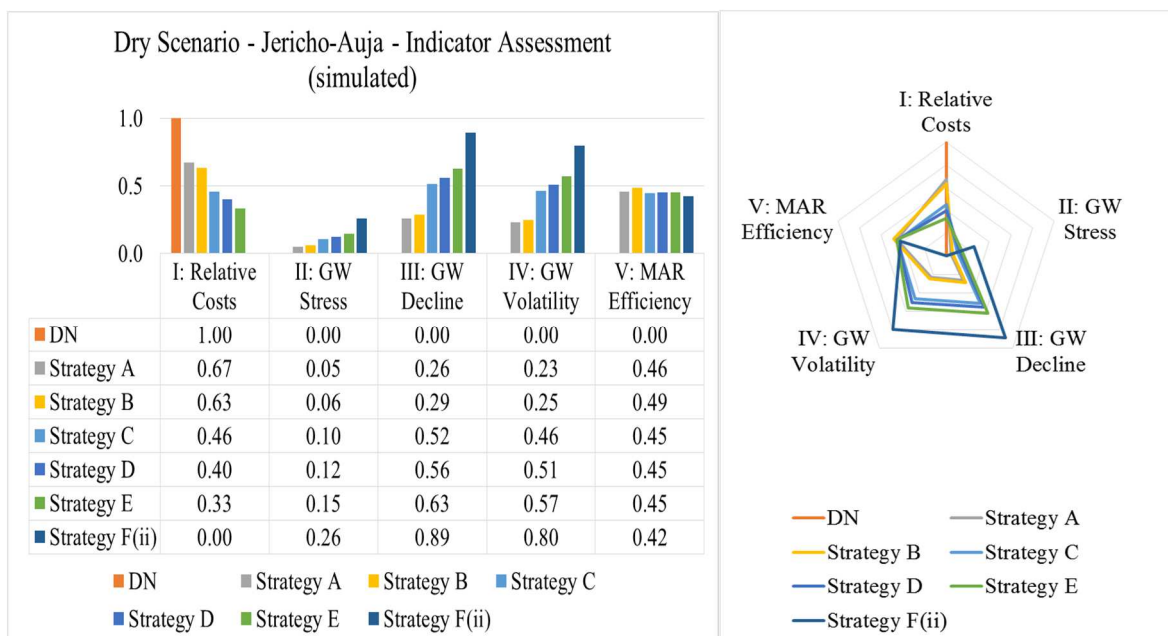 Dry Scenario - Jericho-Auja - Indicator Assessment
(simulated)
1.0
0.5
0.0
I: Relative
Costs
II: GW
Stress
III: GW
Decline
IV: GW
Volatility
V: MAR
Efficiency
DN 1.00 0.00 0.00 0.00 0.00
Strategy A 0.67 0.05 0.26 0.23 0.46
Strategy B 0.63 0.06 0.29 0.25 0.49
Strategy C 0.46 0.10 0.52 0.46 0.45
Strategy D 0.40 0.12 0.56 0.51 0.45
Strategy E 0.33 0.15 0.63 0.57 0.45
Strategy F(ii) 0.00 0.26 0.89 0.80 0.42
DN Strategy A Strategy B Strategy C
Strategy D Strategy E Strategy F(ii)
I: Relative
Costs
II: GW
Stress
III: GW
Decline
IV: GW
Volatility
V: MAR
Efficiency
DN Strategy A
Strategy B Strategy C
Strategy D Strategy E
Strategy F(ii)